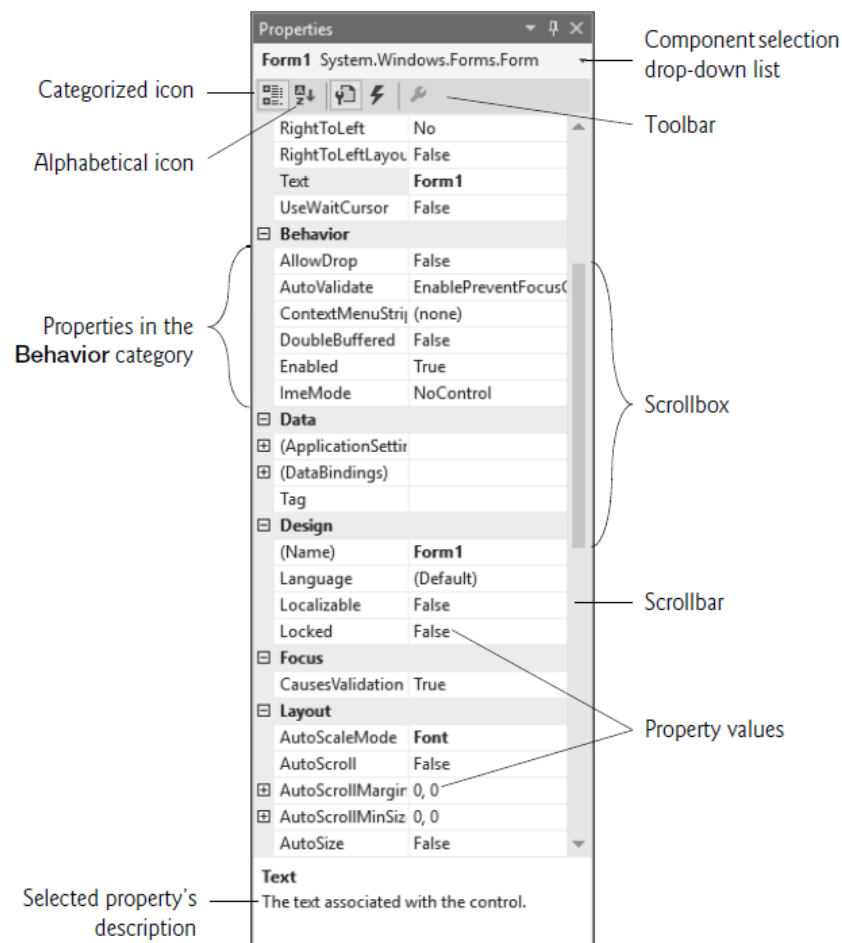 Properties
Form1 System.Windows.Forms.Form
Component selection
drop-down list
Categorized icon
Toolbar
Alphabetical icon
RightToLeft No
RightToLeftLayou False
Text Form1
UseWaitCursor False
Behavior
AllowDrop False
AutoValidate EnablePreventFocusC
ContextMenuStrip (none)
DoubleBuffered False
Enabled True
ImeMode NoControl
Properties in the
Behavior category
Scrollbox
Data
(ApplicationSettin
(DataBindings)
Tag
Design
(Name) Form1
Language (Default)
Localizable False
Locked False
Scrollbar
Focus
CausesValidation True
Layout
AutoScaleMode Font
AutoScroll False
AutoScrollMargin 0, 0
AutoScrollMinSiz 0, 0
AutoSize False
Property values
Text
The text associated with the control.
Selected property's
description